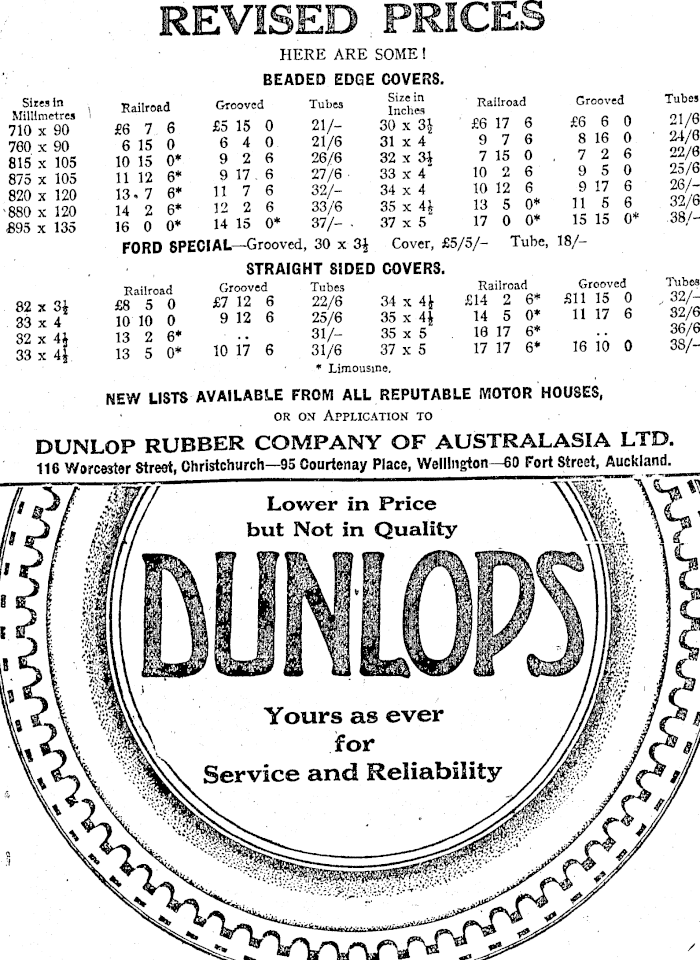 REVISED PRICES
HERE ARE SOME!
BEADED EDGE COVERS.
Sizes in Millimetres Railroad Grooved Tubes Size in Inches Railroad Grooved Tubes
710 x 90 £6 7 6 £5 15 0 21/- 30 x 3½ £6 17 6 £6 6 0 21/6
760 x 90 6 15 0 6 4 0 21/6 31 x 4 9 7 6 8 16 0 24/6
815 x 105 10 15 0* 9 2 6 26/6 32 x 3½ 7 15 0 7 2 6 22/6
875 x 105 11 12 6* 9 17 6 27/6 33 x 4 10 2 6 9 5 0 25/6
820 x 120 13 7 6* 11 7 6 32/- 34 x 4 10 12 6 9 17 6 26/-
880 x 120 14 2 6* 12 2 6 33/6 35 x 4½ 13 5 0* 11 5 6 32/6
895 x 135 16 0 0* 14 15 0* 37/- 37 x 5 17 0 0* 15 15 0* 38/-
FORD SPECIAL—Grooved, 30 x 3½ Cover, £5/5/- Tube, 18/-
STRAIGHT SIDED COVERS.
Railroad Grooved Tubes Railroad Grooved Tubes
32 x 3½ £8 5 0 £7 12 6 22/6 34 x 4½ £14 2 6* £11 15 0 32/-
33 x 4 10 10 0 9 12 6 25/6 35 x 4½ 14 5 0* 11 17 6 32/6
32 x 4½ 13 2 6* .. 31/- 35 x 5 16 17 6* .. 36/6
33 x 4½ 13 5 0* 10 17 6 31/6 37 x 5 17 17 6* 16 10 0 38/-
* Limousine.
NEW LISTS AVAILABLE FROM ALL REPUTABLE MOTOR HOUSES,
OR ON APPLICATION TO
DUNLOP RUBBER COMPANY OF AUSTRALASIA LTD.
116 Worcester Street, Christchurch—95 Courtenay Place, Wellington—60 Fort Street, Auckland.
Lower in Price
but Not in Quality
DUNLOPS
Yours as ever
for
Service and Reliability